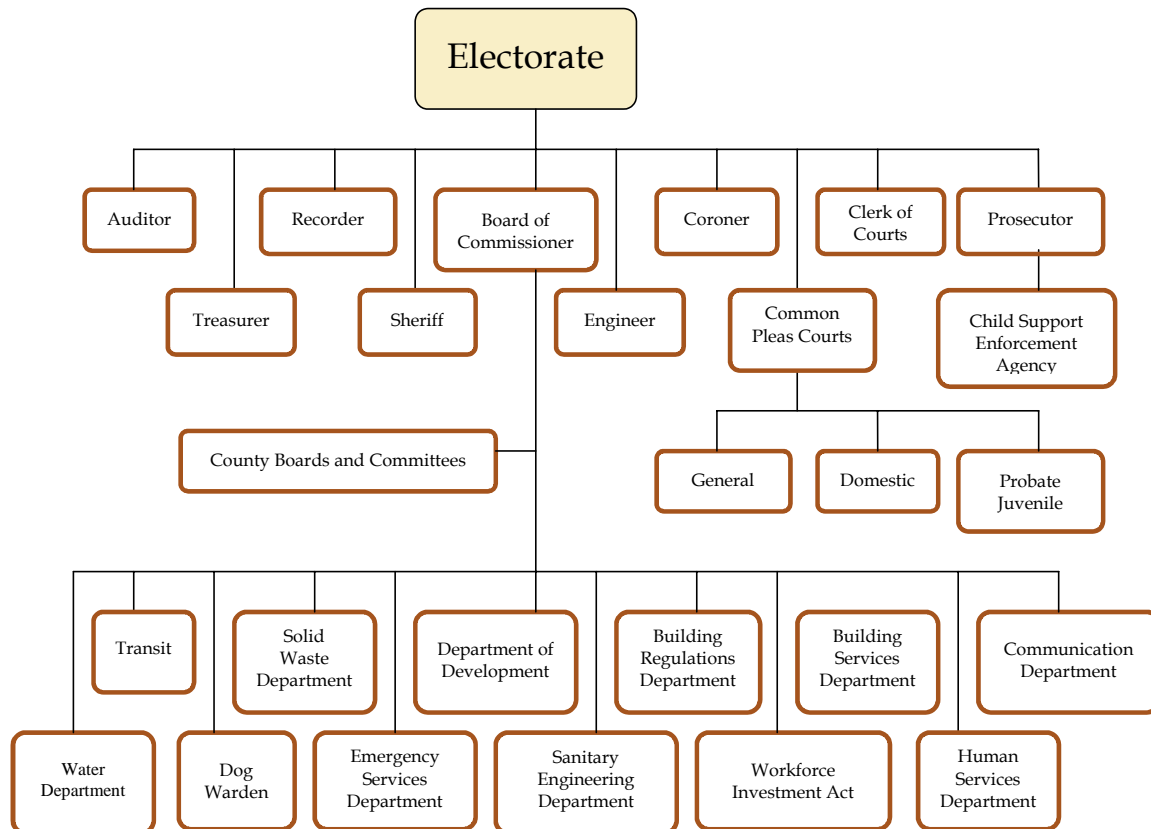 Electorate
Auditor
Recorder
Board of
Commissioner
Coroner
Clerk of
Courts
Prosecutor
Treasurer
Sheriff
Engineer
Common
Pleas Courts
Child Support
Enforcement
Agency
County Boards and Committees
General
Domestic
Probate
Juvenile
Transit
Solid
Waste
Department
Department of
Development
Building
Regulations
Department
Building
Services
Department
Communication
Department
Water
Department
Dog
Warden
Emergency
Services
Department
Sanitary
Engineering
Department
Workforce
Investment Act
Human
Services
Department